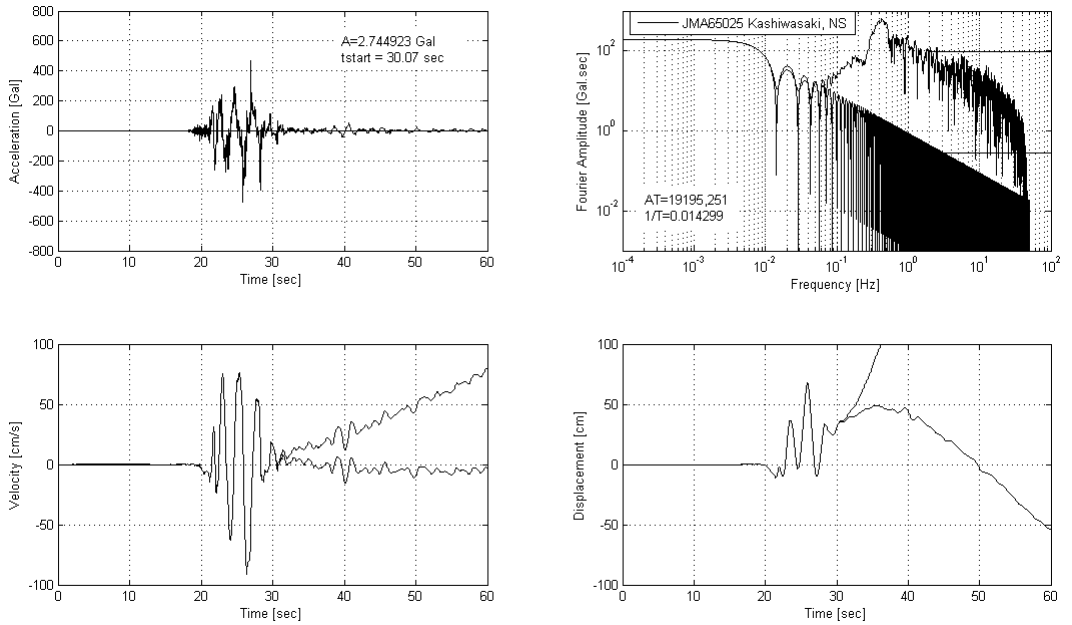 800
600
400
200
0
-200
-400
-600
-800
Acceleration [Gal]
A=2.744923 Gal
tstart = 30.07 sec
0 10 20 30 40 50 60
Time [sec]
JMA65025 Kashiwasaki, NS
10^2
10^0
10^-2
Fourier Amplitude [Gal.sec]
AT=19195,251
1/T=0.014299
10^-4 10^-3 10^-2 10^-1 10^0 10^1 10^2
Frequency [Hz]
100
50
0
-50
-100
Velocity [cm/s]
0 10 20 30 40 50 60
Time [sec]
100
50
0
-50
-100
Displacement [cm]
0 10 20 30 40 50 60
Time [sec]